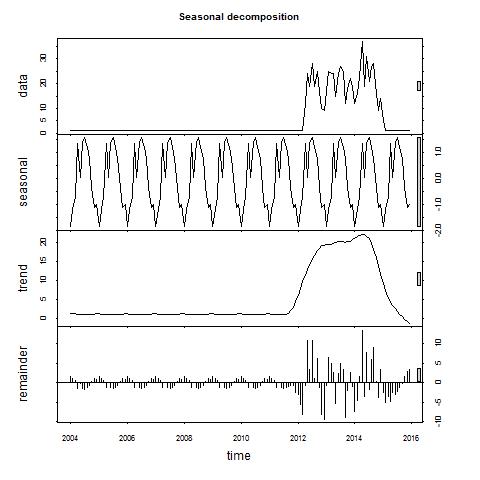 Seasonal decomposition
data
0 5 10 20 30
seasonal
-20 -10
10
trend
0 5 10 15 20
remainder
-10 -5 0 5 10
2004 2006 2008 2010 2012 2014 2016
time